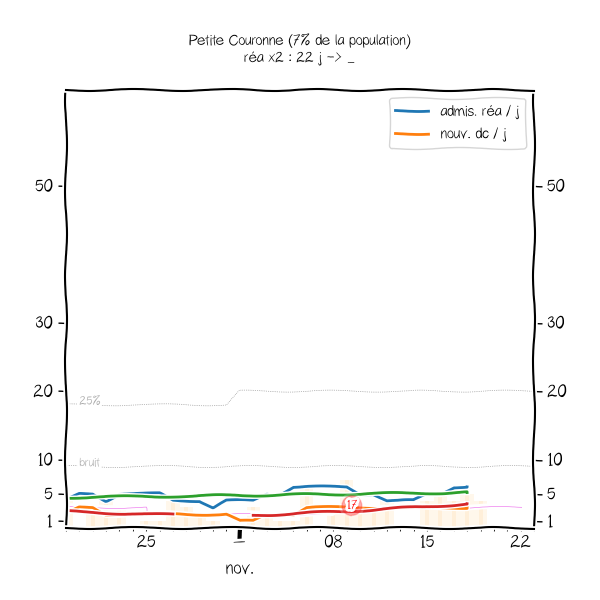 Petite Couronne (7% de la population)
réa x2 : 22 j -> _
admis. réa / j
nouv. dc / j
50 50
30 30
25%
20 20
bruit
10 10
5 5
17
1 1
25 1 08 15 22
nov.